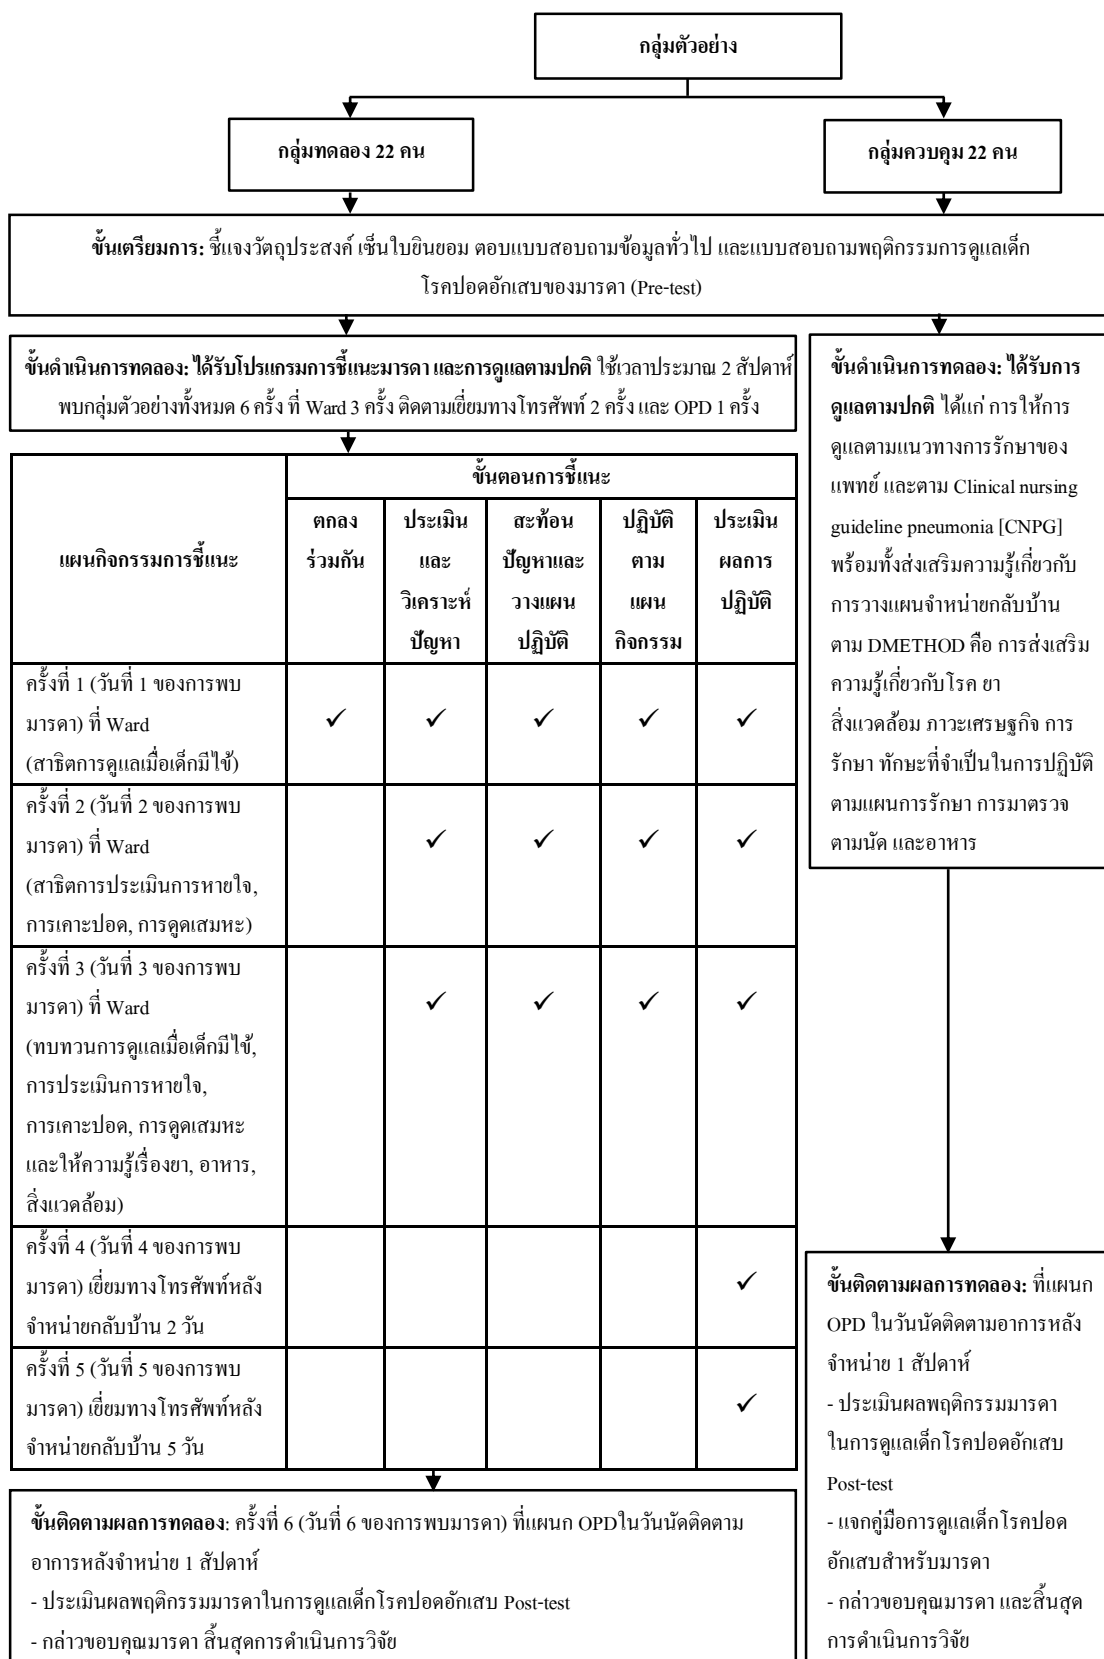 กลุ่มตัวอย่าง
กลุ่มทดลอง 22 คน
กลุ่มควบคุม 22 คน
ขั้นเตรียมการ: ชี้แจงวัตถุประสงค์ เซ็นใบยินยอม ตอบแบบสอบถามข้อมูลทั่วไป และแบบสอบถามพฤติกรรมการดูแลเด็ก
โรคปอดอักเสบของมารดา (Pre-test)
ขั้นดำเนินการทดลอง: ได้รับโปรแกรมการชี้แนะมารดา และการดูแลตามปกติ ใช้เวลาประมาณ 2 สัปดาห์
พบกลุ่มตัวอย่างทั้งหมด 6 ครั้ง ที่ Ward 3 ครั้ง ติดตามเยี่ยมทางโทรศัพท์ 2 ครั้ง และ OPD 1 ครั้ง
แผนกิจกรรมการชี้แนะ
ขั้นตอนการชี้แนะ
ตกลง
ร่วมกัน
ประเมิน
และ
วิเคราะห์
ปัญหา
สะท้อน
ปัญหาและ
วางแผน
ปฏิบัติ
ปฏิบัติ
ตาม
แผน
กิจกรรม
ประเมิน
ผลการ
ปฏิบัติ
ครั้งที่ 1 (วันที่ 1 ของการพบ
มารดา) ที่ Ward
(สาธิตการดูแลเมื่อเด็กมีไข้)
✓ ✓ ✓ ✓ ✓
ครั้งที่ 2 (วันที่ 2 ของการพบ
มารดา) ที่ Ward
(สาธิตการประเมินการหายใจ,
การเคาะปอด, การดูดเสมหะ)
✓ ✓ ✓ ✓
ครั้งที่ 3 (วันที่ 3 ของการพบ
มารดา) ที่ Ward
(ทบทวนการดูแลเมื่อเด็กมีไข้,
การประเมินการหายใจ,
การเคาะปอด, การดูดเสมหะ
และให้ความรู้เรื่องยา, อาหาร,
สิ่งแวดล้อม)
✓ ✓ ✓ ✓
ครั้งที่ 4 (วันที่ 4 ของการพบ
มารดา) เยี่ยมทางโทรศัพท์หลัง
จำหน่ายกลับบ้าน 2 วัน
✓
ครั้งที่ 5 (วันที่ 5 ของการพบ
มารดา) เยี่ยมทางโทรศัพท์หลัง
จำหน่ายกลับบ้าน 5 วัน
✓
ขั้นติดตามผลการทดลอง: ครั้งที่ 6 (วันที่ 6 ของการพบมารดา) ที่แผนก OPDในวันนัดติดตาม
อาการหลังจำหน่าย 1 สัปดาห์
- ประเมินผลพฤติกรรมมารดาในการดูแลเด็กโรคปอดอักเสบ Post-test
- กล่าวขอบคุณมารดา สิ้นสุดการดำเนินการวิจัย
ขั้นดำเนินการทดลอง: ได้รับการ
ดูแลตามปกติ ได้แก่ การให้การ
ดูแลตามแนวทางการรักษาของ
แพทย์ และตาม Clinical nursing
guideline pneumonia [CNPG]
พร้อมทั้งส่งเสริมความรู้เกี่ยวกับ
การวางแผนจำหน่ายกลับบ้าน
ตาม DMETHOD คือ การส่งเสริม
ความรู้เกี่ยวกับโรค ยา
สิ่งแวดล้อม ภาวะเศรษฐกิจ การ
รักษา ทักษะที่จำเป็นในการปฏิบัติ
ตามแผนการรักษา การมาตรวจ
ตามนัด และอาหาร
ขั้นติดตามผลการทดลอง: ที่แผนก
OPD ในวันนัดติดตามอาการหลัง
จำหน่าย 1 สัปดาห์
- ประเมินผลพฤติกรรมมารดา
ในการดูแลเด็กโรคปอดอักเสบ
Post-test
- แจกคู่มือการดูแลเด็กโรคปอด
อักเสบสำหรับมารดา
- กล่าวขอบคุณมารดา และสิ้นสุด
การดำเนินการวิจัย